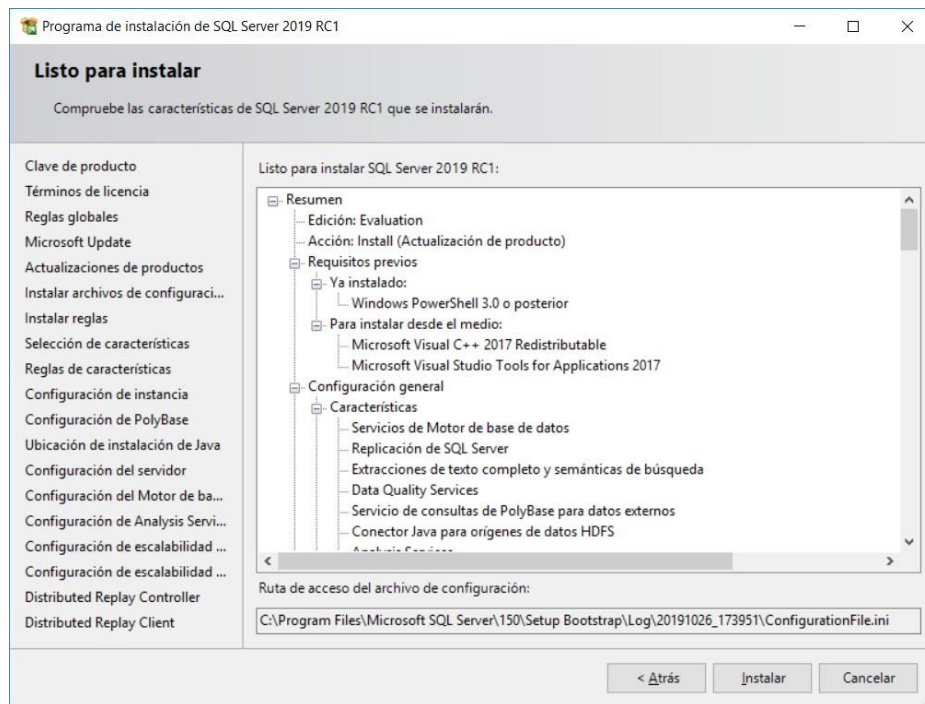 Programa de instalación de SQL Server 2019 RC1
Listo para instalar
Compruebe las características de SQL Server 2019 RC1 que se instalarán.
Clave de producto
Términos de licencia
Reglas globales
Microsoft Update
Actualizaciones de productos
Instalar archivos de configuraci...
Instalar reglas
Selección de características
Reglas de características
Configuración de instancia
Configuración de PolyBase
Ubicación de instalación de Java
Configuración del servidor
Configuración del Motor de ba...
Configuración de Analysis Servi...
Configuración de escalabilidad ...
Configuración de escalabilidad ...
Distributed Replay Controller
Distributed Replay Client
Listo para instalar SQL Server 2019 RC1:
Resumen
Edición: Evaluation
Acción: Install (Actualización de producto)
Requisitos previos
Ya instalado:
Windows PowerShell 3.0 o posterior
Para instalar desde el medio:
Microsoft Visual C++ 2017 Redistributable
Microsoft Visual Studio Tools for Applications 2017
Configuración general
Características
Servicios de Motor de base de datos
Replicación de SQL Server
Extracciones de texto completo y semánticas de búsqueda
Data Quality Services
Servicio de consultas de PolyBase para datos externos
Conector Java para orígenes de datos HDFS
Analysis Services
Ruta de acceso del archivo de configuración:
C:\Program Files\Microsoft SQL Server\150\Setup Bootstrap\Log\20191026_173951\ConfigurationFile.ini
< Atrás
Instalar
Cancelar